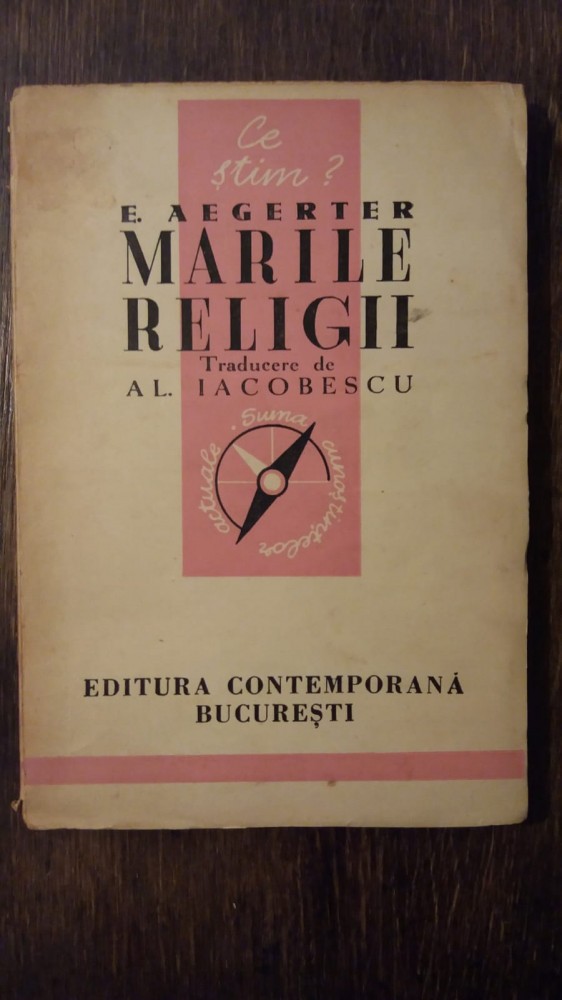 Ce
știm?
E. AEGERTER
MARILE
RELIGII
Traducere de
AL. IACOBESCU
Suma cunoștințelor actuale.
EDITURA CONTEMPORANĂ
BUCUREȘTI